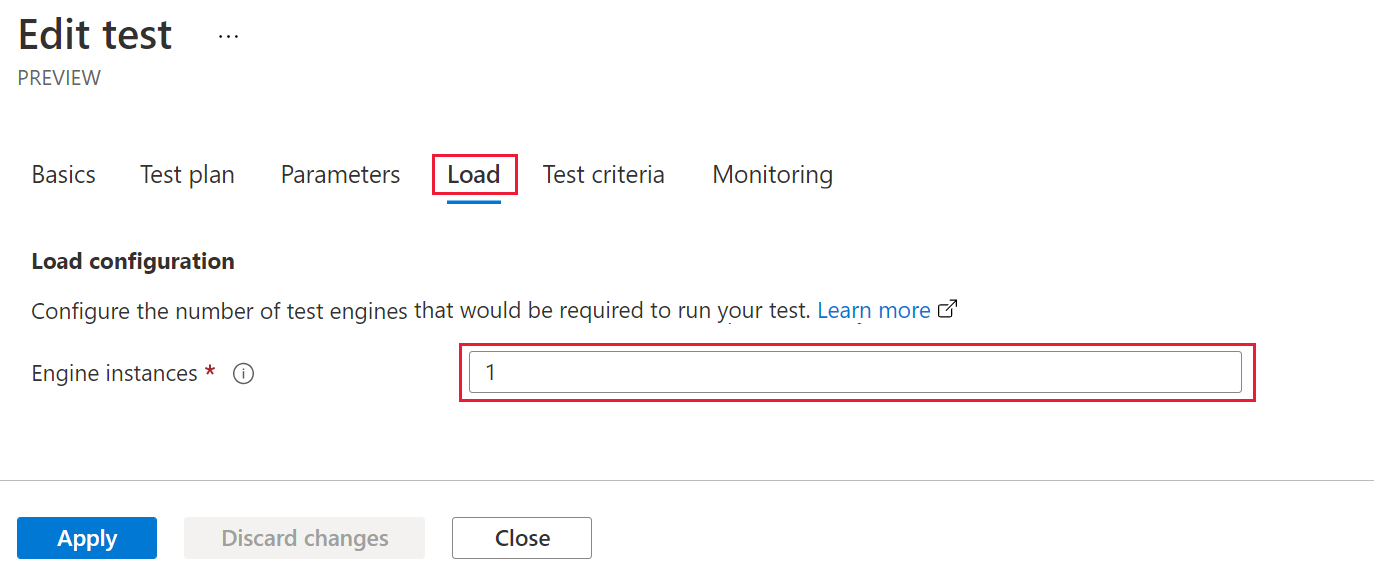 Edit test ...
PREVIEW
Basics Test plan Parameters Load Test criteria Monitoring
Load configuration
Configure the number of test engines that would be required to run your test. Learn more
Engine instances * i 1
Apply Discard changes Close